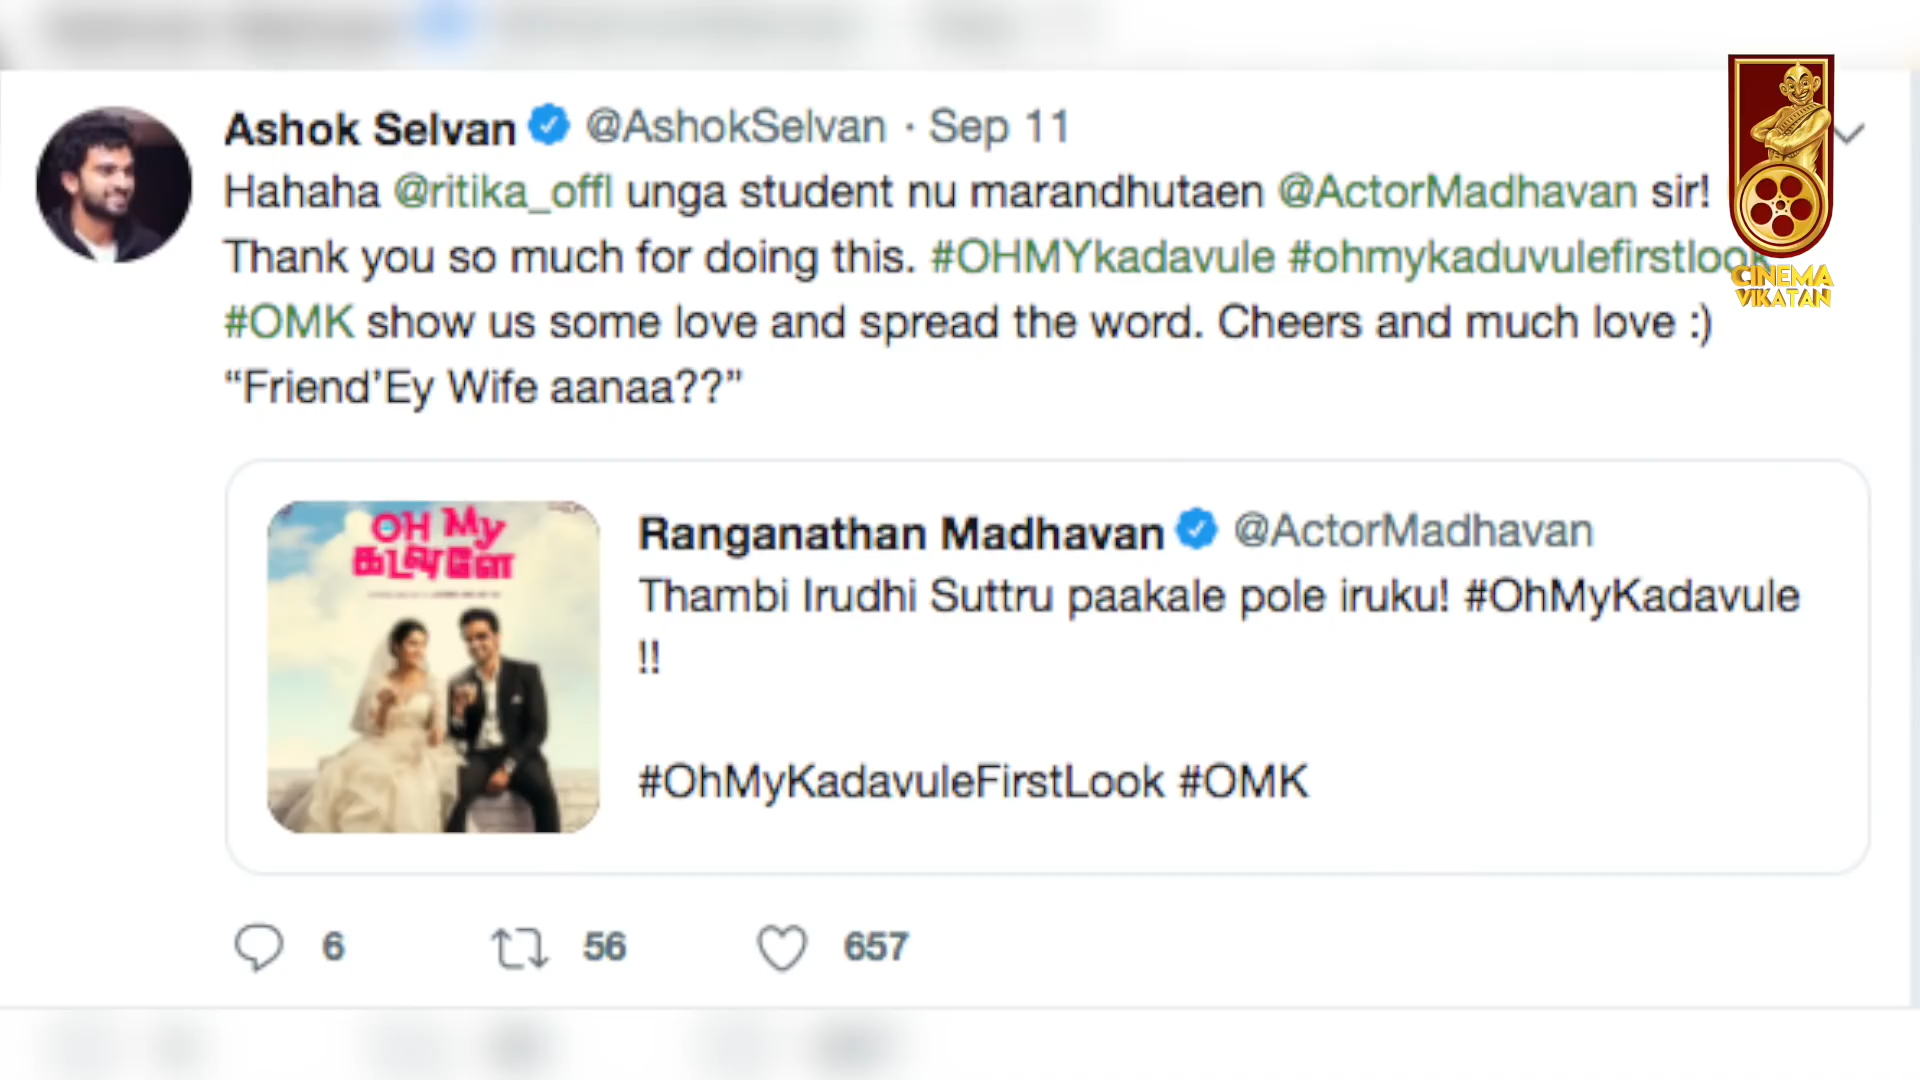 Ashok Selvan @AshokSelvan · Sep 11
Hahaha @ritika_offl unga student nu marandhutaen @ActorMadhavan sir!
Thank you so much for doing this. #OHMYkadavule #ohmykaduvulefirstlook
#OMK show us some love and spread the word. Cheers and much love :)
“Friend’Ey Wife aanaa??”
OH My
கடவுளே
Ranganathan Madhavan @ActorMadhavan
Thambi Irudhi Suttru paakale pole iruku! #OhMyKadavule
!!
#OhMyKadavuleFirstLook #OMK
6 56 657
CINEMA
VIKATAN